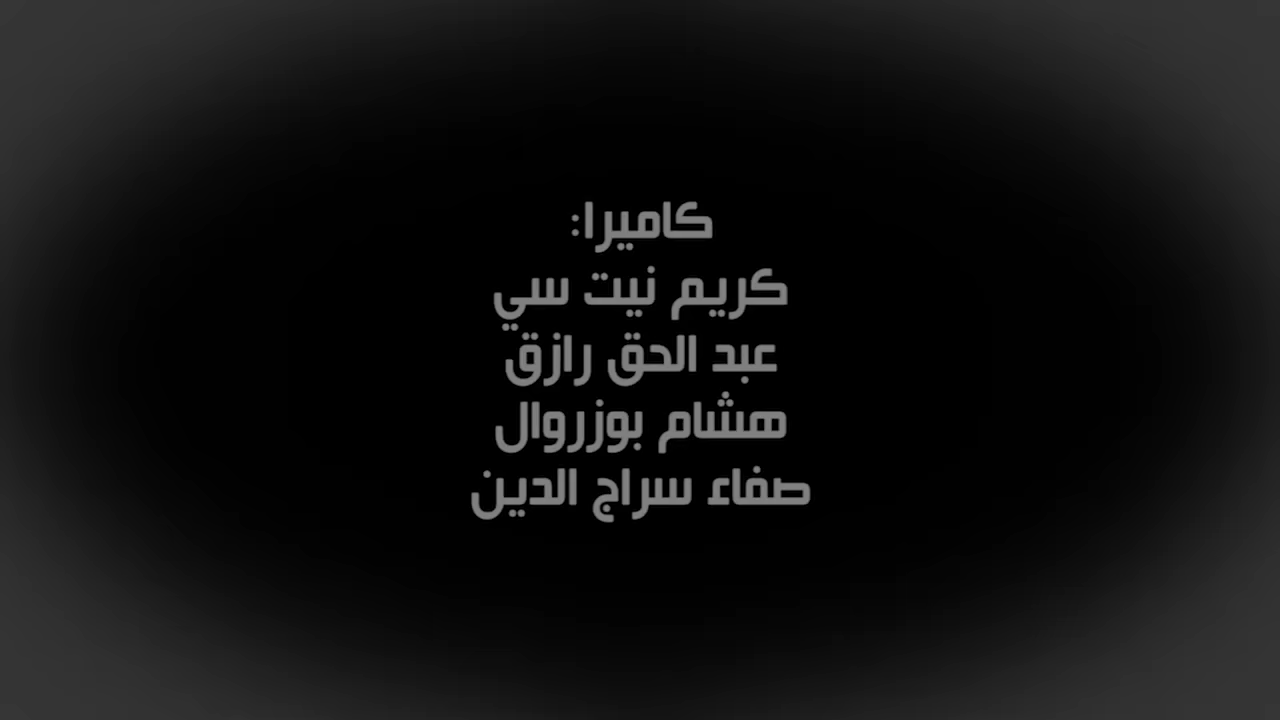 كاميرا:
كريم نيت سي
عبد الحق رازق
هشام بوزروال
صفاء سراج الدين